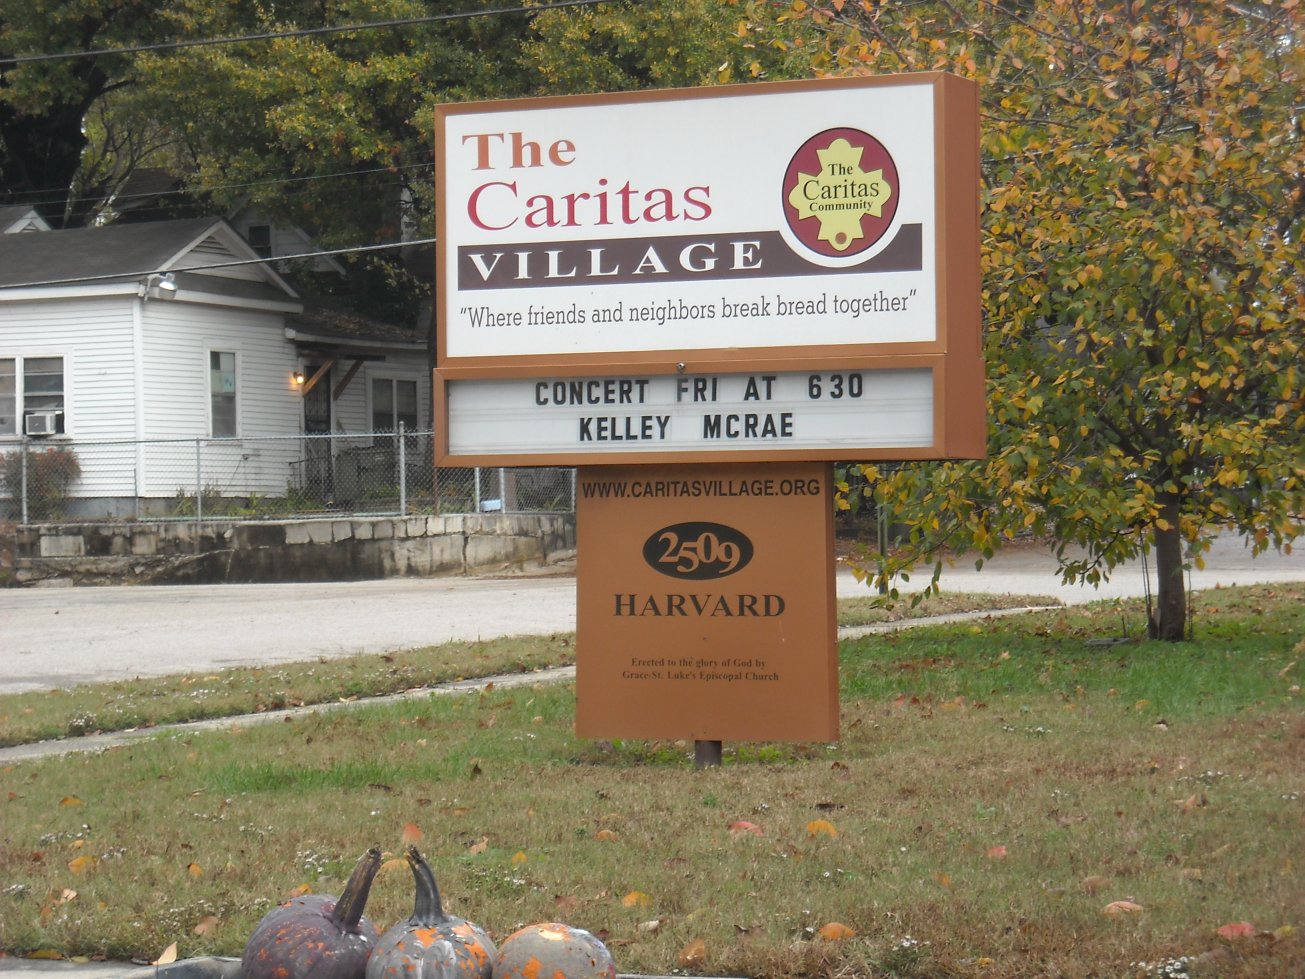 The
Caritas
VILLAGE
The
Caritas
Community
"Where friends and neighbors break bread together"
CONCERT FRI AT 630
KELLEY MCRAE
WWW.CARITASVILLAGE.ORG
2509
HARVARD
Erected to the glory of God by
Grace-St. Luke's Episcopal Church